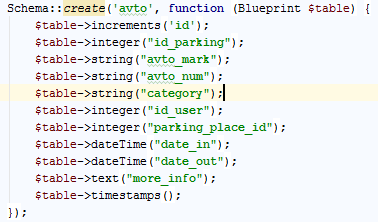 Schema::create('avto', function (Blueprint $table) {
$table->increments('id');
$table->integer("id_parking");
$table->string("avto_mark");
$table->string("avto_num");
$table->string("category");
$table->integer("id_user");
$table->integer("parking_place_id");
$table->dateTime("date_in");
$table->dateTime("date_out");
$table->text("more_info");
$table->timestamps();
});